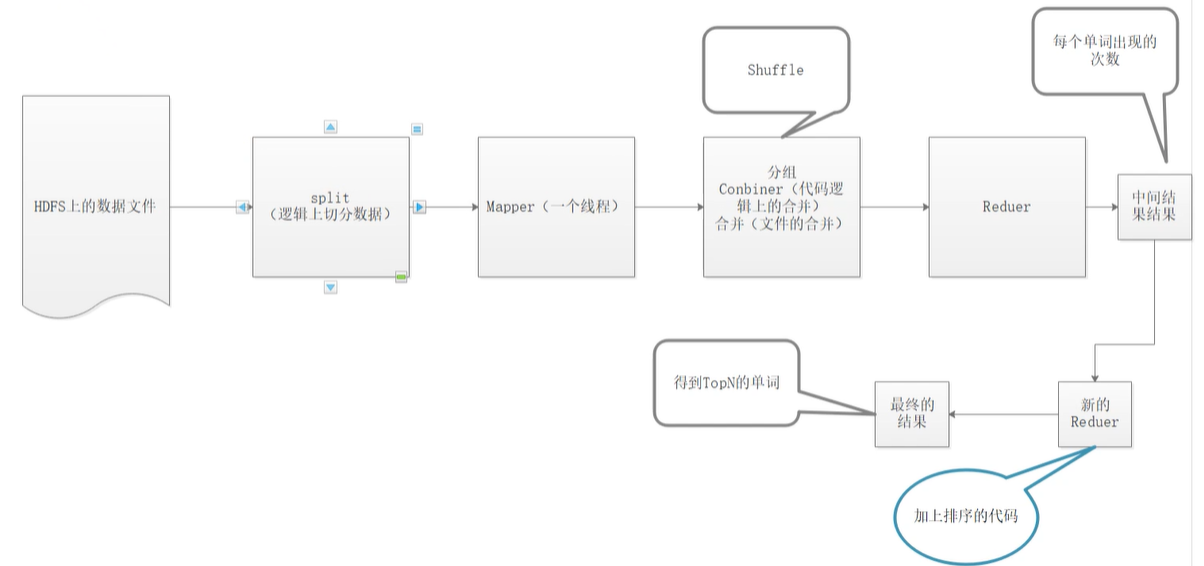 Shuffle
每个单词出现的
次数
HDFS上的数据文件
split
（逻辑上切分数据）
Mapper（一个线程）
分组
Conbiner（代码逻
辑上的合并）
合并（文件的合并）
Reduer
中间结
果结果
得到TopN的单词
最终的
结果
新的
Reduer
加上排序的代码